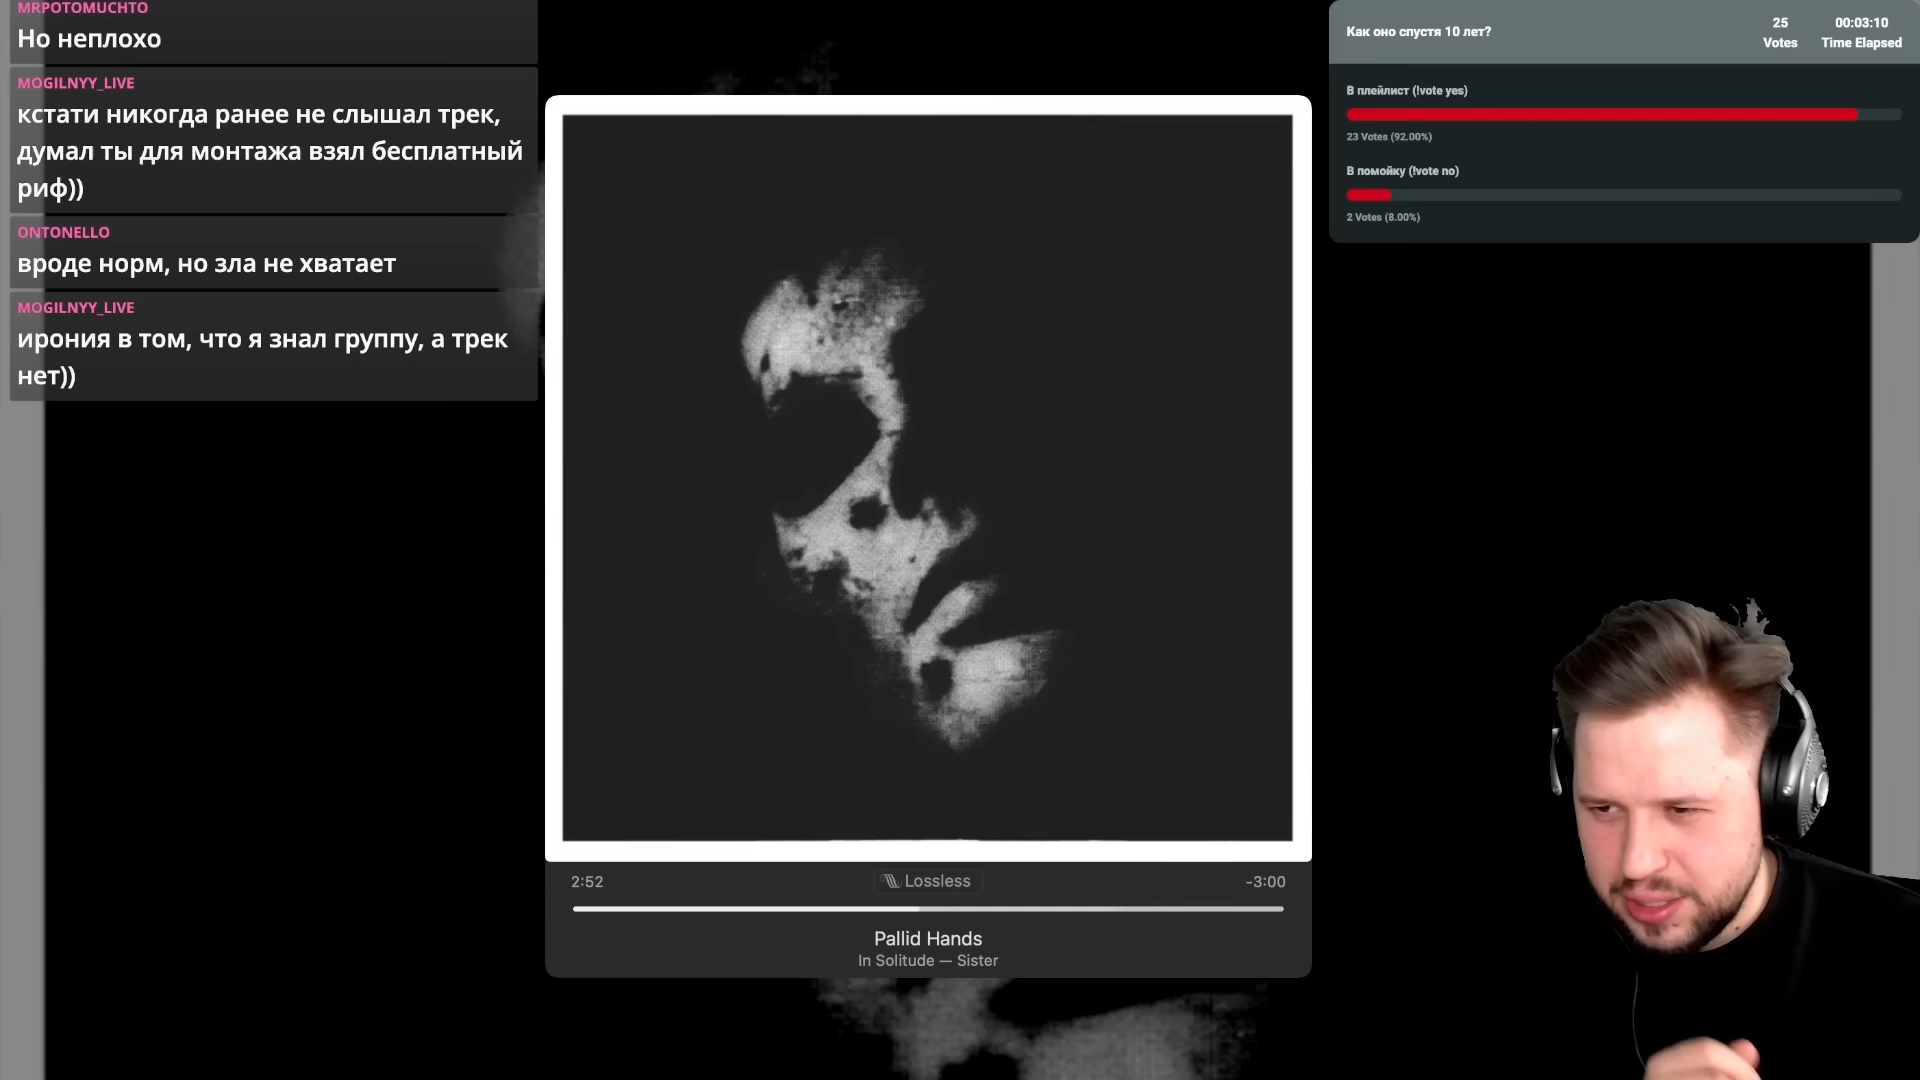 MRPOTOMUCHTO
Но неплохо
MOGILNYY_LIVE
кстати никогда ранее не слышал трек,
думал ты для монтажа взял бесплатный
риф))
ONTONELLO
вроде норм, но зла не хватает
MOGILNYY_LIVE
ирония в том, что я знал группу, а трек
нет))
Как оно спустя 10 лет?
25
Votes
00:03:10
Time Elapsed
В плейлист (!vote yes)
23 Votes (92.00%)
В помойку (!vote no)
2 Votes (8.00%)
2:52
Lossless
-3:00
Pallid Hands
In Solitude — Sister